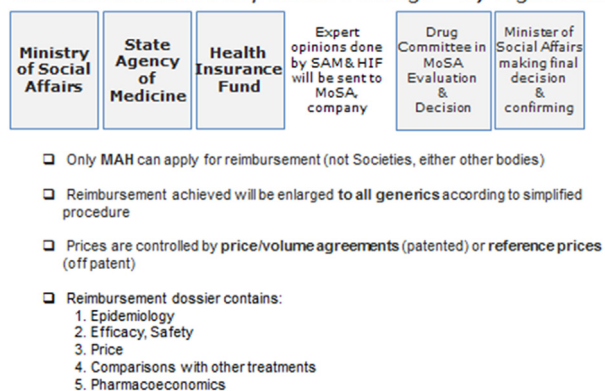 Ministry
of Social
Affairs
State
Agency
of
Medicine
Health
Insurance
Fund
Expert
opinions done
by SAM& HIF
will be sent to
MoSA,
company
Drug
Committee in
MoSA
Evaluation
&
Decision
Minister of
Social Affairs
making final
decision
&
confirming
Only MAH can apply for reimbursement (not Societies, either other bodies)
Reimbursement achieved will be enlarged to all generics according to simplified
procedure
Prices are controlled by price/volume agreements (patented) or reference prices
(off patent)
Reimbursement dossier contains:
1. Epidemiology
2. Efficacy, Safety
3. Price
4. Comparisons with other treatments
5. Pharmacoeconomics